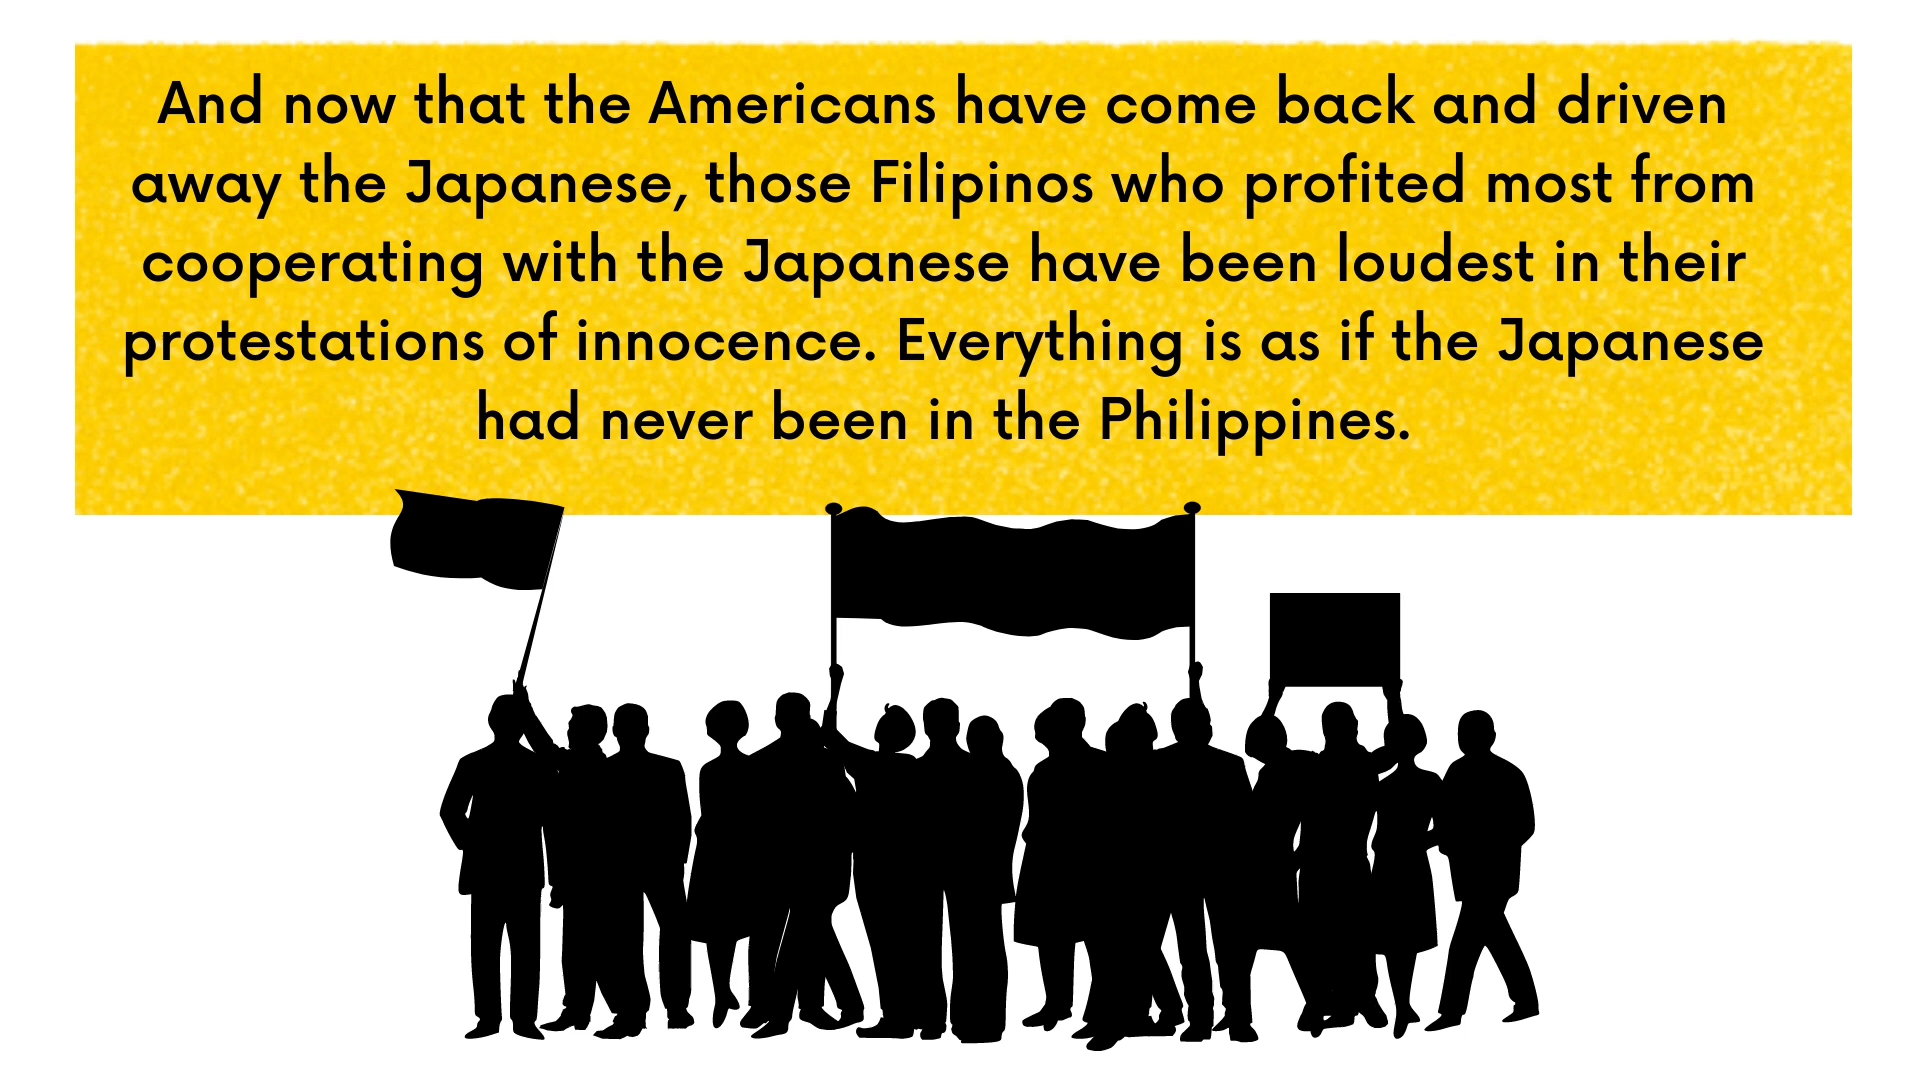 And now that the Americans have come back and driven
away the Japanese, those Filipinos who profited most from
cooperating with the Japanese have been loudest in their
protestations of innocence. Everything is as if the Japanese
had never been in the Philippines.